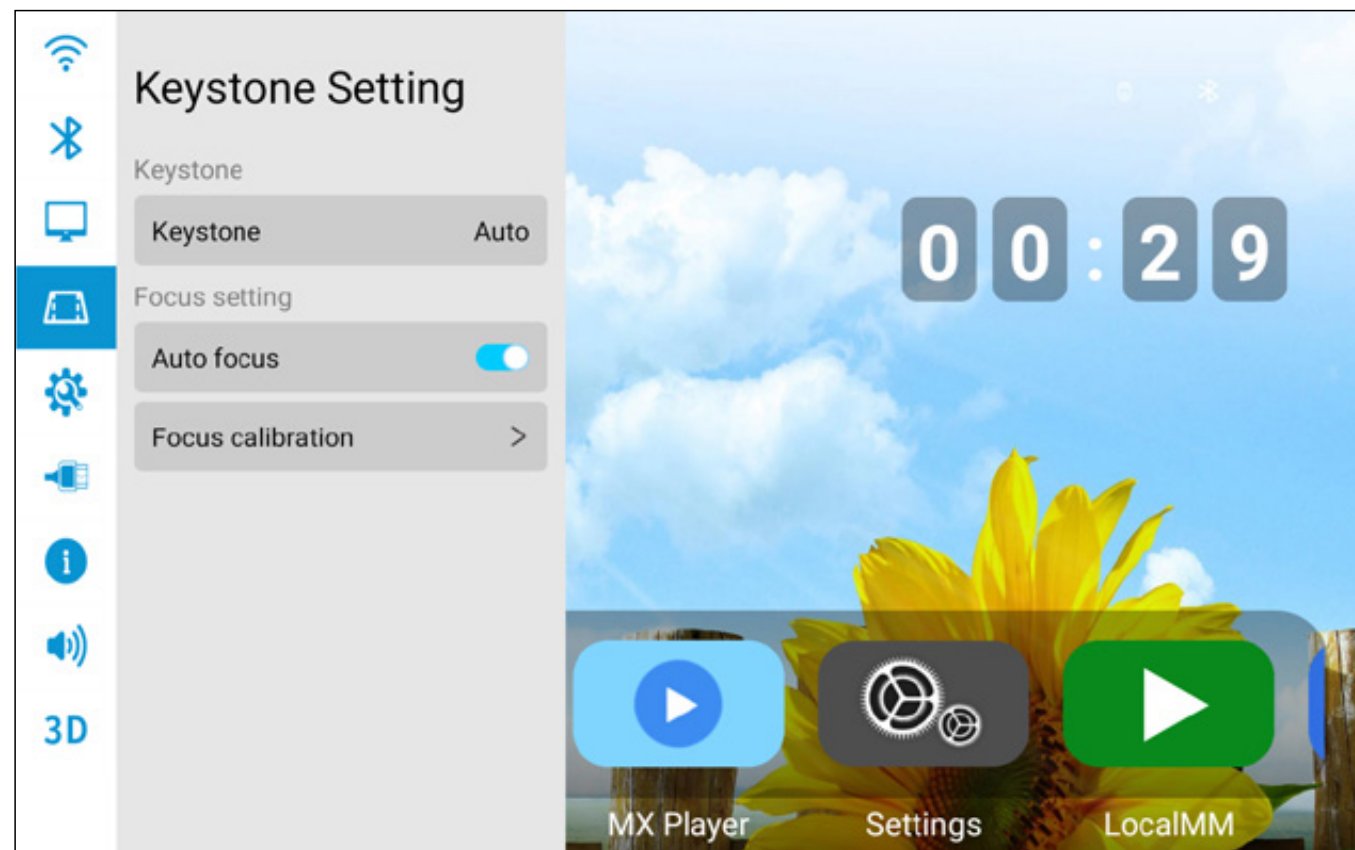 Keystone Setting
Keystone
Keystone Auto
Focus setting
Auto focus
Focus calibration >
3D
00:29
MX Player Settings LocalMM